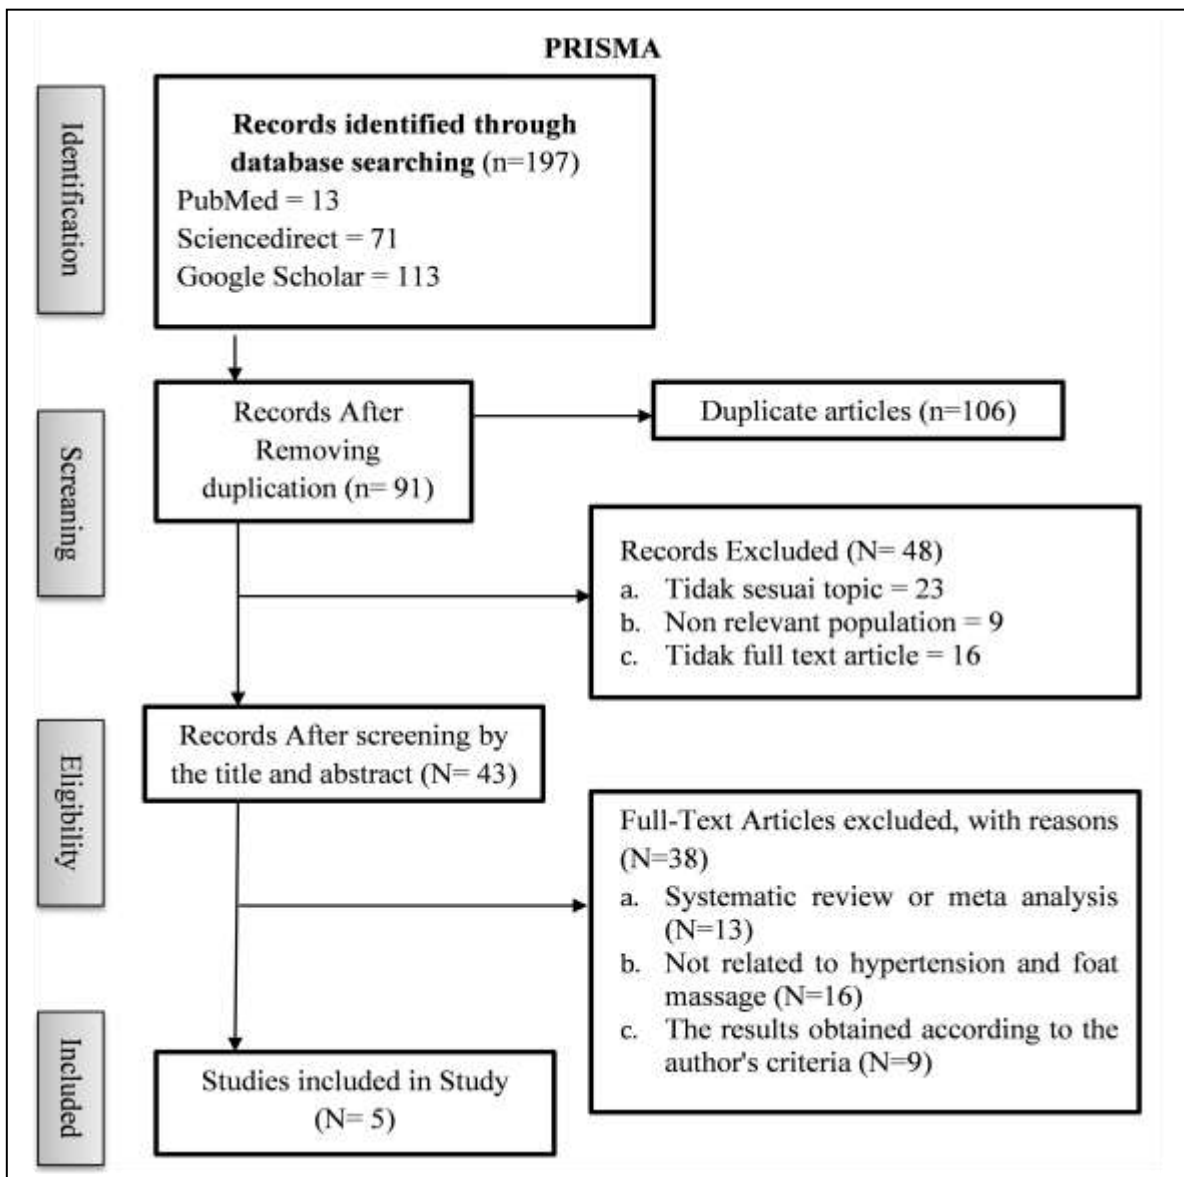 PRISMA
Identification
Records identified through
database searching (n=197)
PubMed = 13
Sciencedirect = 71
Google Scholar = 113
Screaning
Records After
Removing
duplication (n= 91)
Duplicate articles (n=106)
Records Excluded (N= 48)
a. Tidak sesuai topic = 23
b. Non relevant population = 9
c. Tidak full text article = 16
Eligibility
Records After screening by
the title and abstract (N= 43)
Full-Text Articles excluded, with reasons
(N=38)
a. Systematic review or meta analysis
(N=13)
b. Not related to hypertension and foat
massage (N=16)
c. The results obtained according to the
author's criteria (N=9)
Included
Studies included in Study
(N= 5)